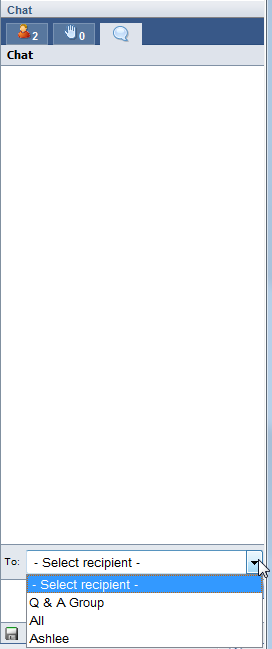 Chat
2 0
Chat
To: - Select recipient -
- Select recipient -
Q & A Group
All
Ashlee